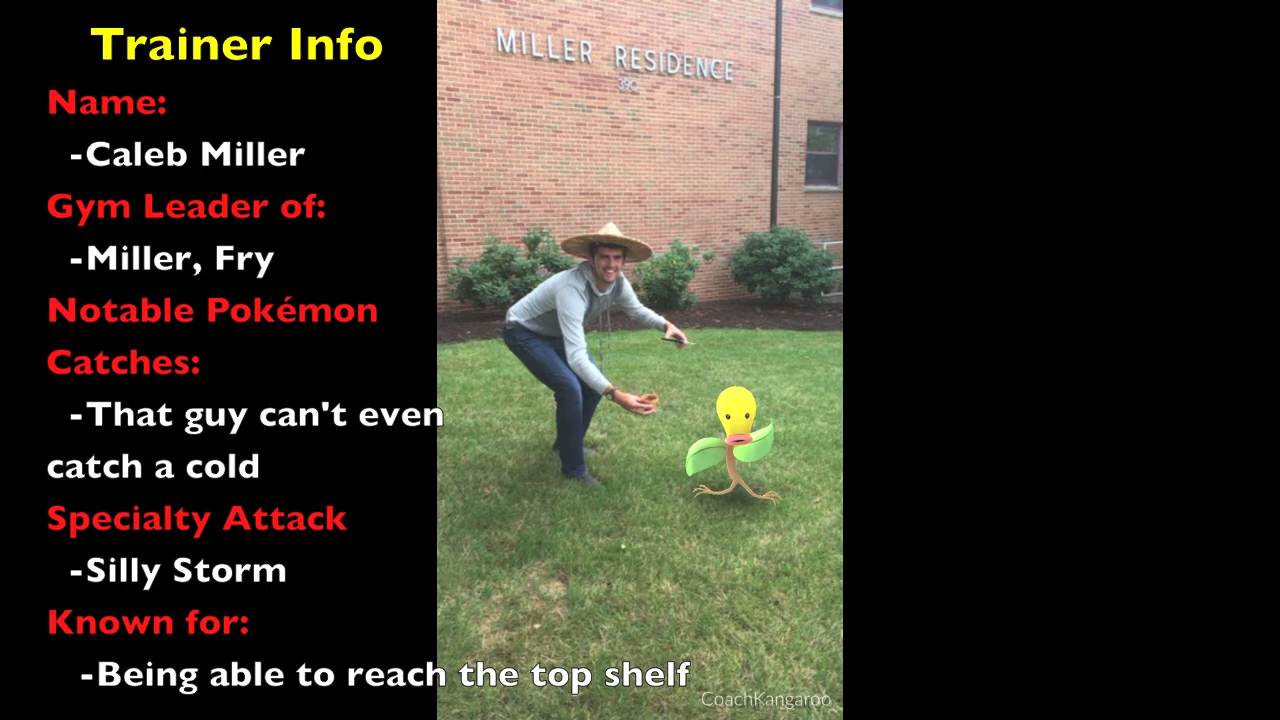 Trainer Info
Name:
-Caleb Miller
Gym Leader of:
-Miller, Fry
Notable Pokémon
Catches:
-That guy can't even
catch a cold
Specialty Attack
-Silly Storm
Known for:
-Being able to reach the top shelf
MILLER RESIDENCE
390
CoachKangaroo